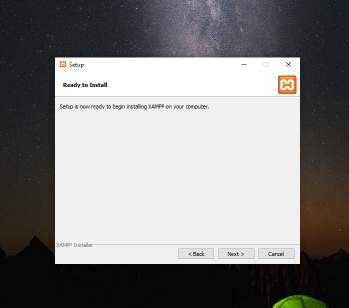 Setup
Ready to Install
Setup is now ready to begin installing XAMPP on your computer.
XAMPP Installer
< Back
Next >
Cancel